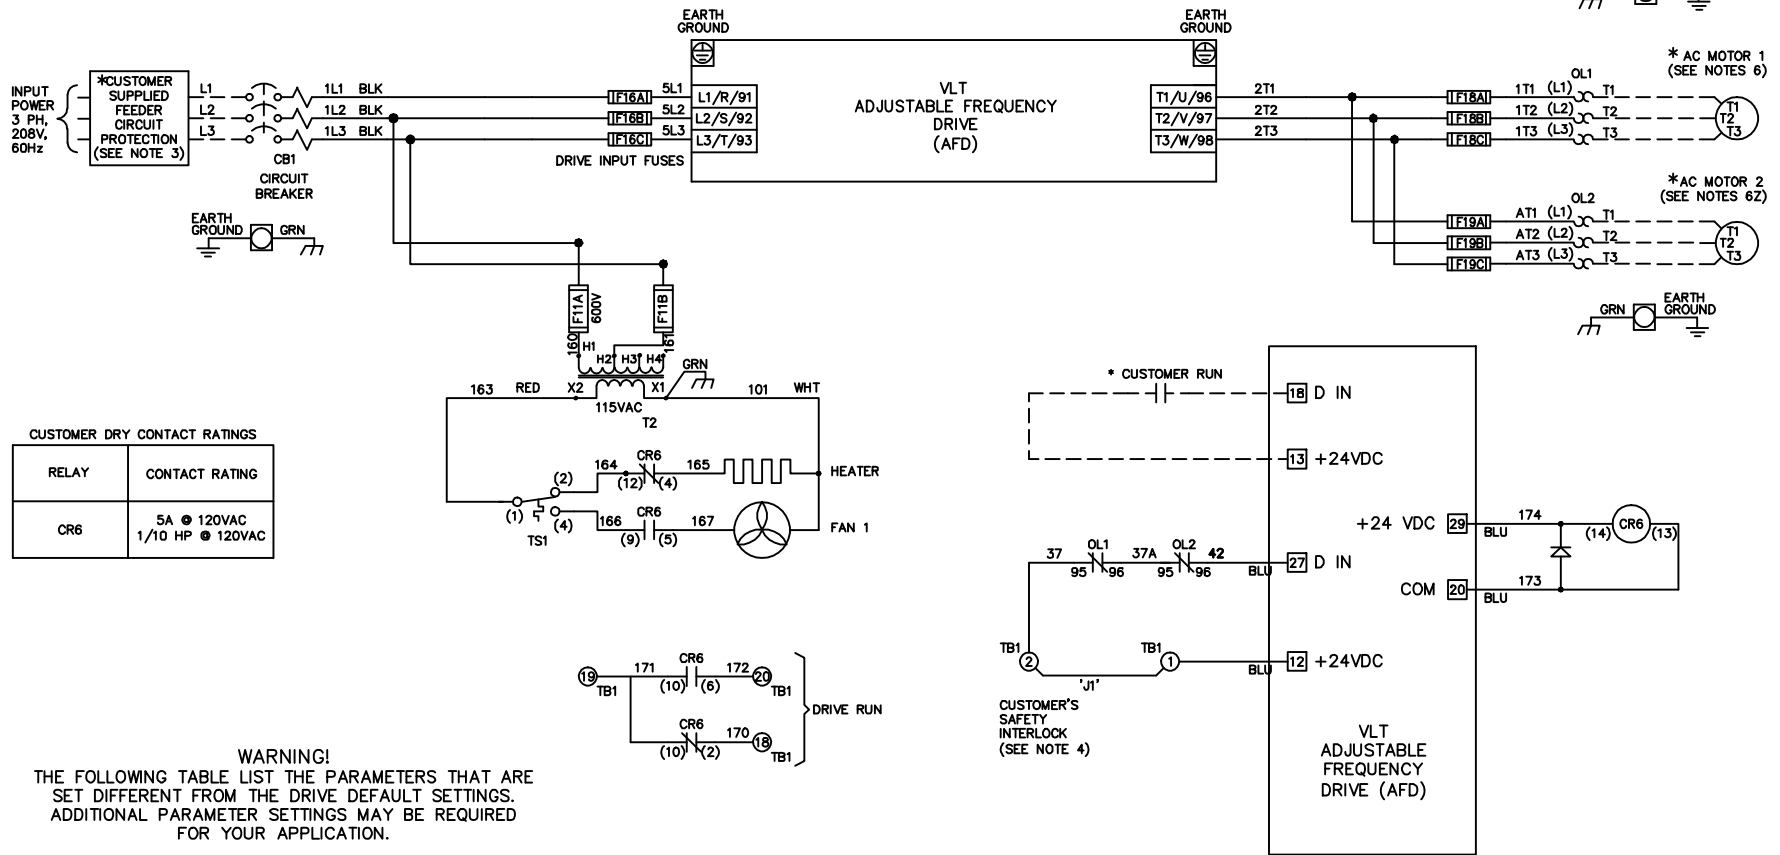 EARTH
GROUND
EARTH
GROUND
INPUT
POWER
3 PH,
208V,
60Hz
*CUSTOMER
SUPPLIED
FEEDER
CIRCUIT
PROTECTION
(SEE NOTE 3)
L1
L2
L3
CB1
CIRCUIT
BREAKER
1L1 BLK
1L2 BLK
1L3 BLK
F16A
F16B
F16C
5L1
5L2
5L3
DRIVE INPUT FUSES
L1/R/91
L2/S/92
L3/T/93
VLT
ADJUSTABLE FREQUENCY
DRIVE
(AFD)
T1/U/96
T2/V/97
T3/W/98
2T1
2T2
2T3
F18A
F18B
F18C
1T1 (L1)
1T2 (L2)
1T3 (L3)
OL1
T1
T2
T3
* AC MOTOR 1
(SEE NOTES 6)
T1
T2
T3
F19A
F19B
F19C
AT1 (L1)
AT2 (L2)
AT3 (L3)
OL2
T1
T2
T3
* AC MOTOR 2
(SEE NOTES 6Z)
T1
T2
T3
EARTH
GROUND
GRN
GRN
EARTH
GROUND
F11A
600V
F11B
160
161
H1
H2
H3
H4
GRN
163 RED X2
X1 101 WHT
115VAC
T2
(1)
(2)
(4)
TS1
164
CR6
(12)
(4)
165
HEATER
166
CR6
(9)
(5)
167
FAN 1
CUSTOMER DRY CONTACT RATINGS
RELAY
CONTACT RATING
CR6
5A @ 120VAC
1/10 HP @ 120VAC
* CUSTOMER RUN
18 D IN
13 +24VDC
+24 VDC 29
BLU
174
CR6
(14)
(13)
COM 20
BLU
173
37
OL1
95
96
37A
OL2
95
96
42
BLU
27 D IN
TB1
2
TB1
1
'J1'
BLU
12 +24VDC
CUSTOMER'S
SAFETY
INTERLOCK
(SEE NOTE 4)
VLT
ADJUSTABLE
FREQUENCY
DRIVE (AFD)
19
TB1
171
CR6
(10)
(6)
172
20
TB1
CR6
(10)
(2)
170
18
TB1
DRIVE RUN
WARNING!
THE FOLLOWING TABLE LIST THE PARAMETERS THAT ARE
SET DIFFERENT FROM THE DRIVE DEFAULT SETTINGS.
ADDITIONAL PARAMETER SETTINGS MAY BE REQUIRED
FOR YOUR APPLICATION.